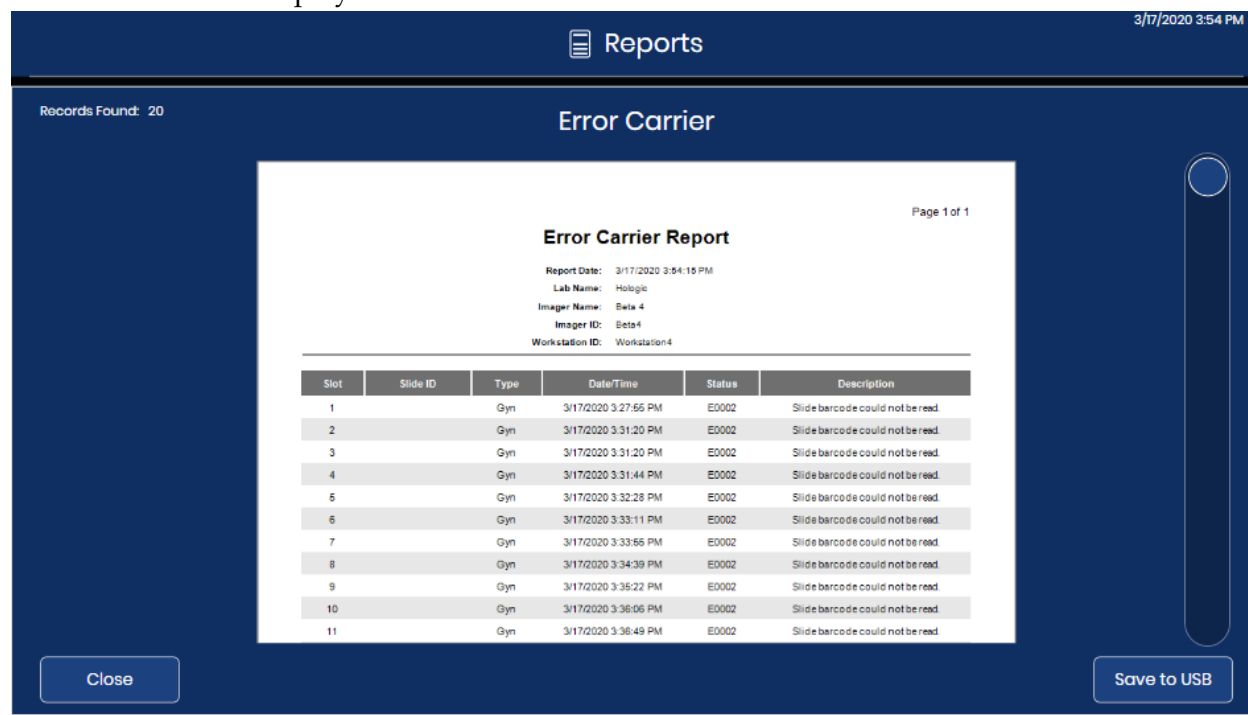 3/17/2020 3:54 PM
Reports
Records Found: 20
Error Carrier
Page 1 of 1
Error Carrier Report
Report Date: 3/17/2020 3:54:15 PM
Lab Name: Hologic
Imager Name: Beta 4
Imager ID: Beta4
Workstation ID: Workstation4
Slot Slide ID Type Date/Time Status Description
1 Gyn 3/17/2020 3:27:55 PM E0002 Slide barcode could not be read.
2 Gyn 3/17/2020 3:31:20 PM E0002 Slide barcode could not be read.
3 Gyn 3/17/2020 3:31:20 PM E0002 Slide barcode could not be read.
4 Gyn 3/17/2020 3:31:44 PM E0002 Slide barcode could not be read.
5 Gyn 3/17/2020 3:32:28 PM E0002 Slide barcode could not be read.
6 Gyn 3/17/2020 3:33:11 PM E0002 Slide barcode could not be read.
7 Gyn 3/17/2020 3:33:55 PM E0002 Slide barcode could not be read.
8 Gyn 3/17/2020 3:34:39 PM E0002 Slide barcode could not be read.
9 Gyn 3/17/2020 3:35:22 PM E0002 Slide barcode could not be read.
10 Gyn 3/17/2020 3:36:06 PM E0002 Slide barcode could not be read.
11 Gyn 3/17/2020 3:36:49 PM E0002 Slide barcode could not be read.
Close
Save to USB